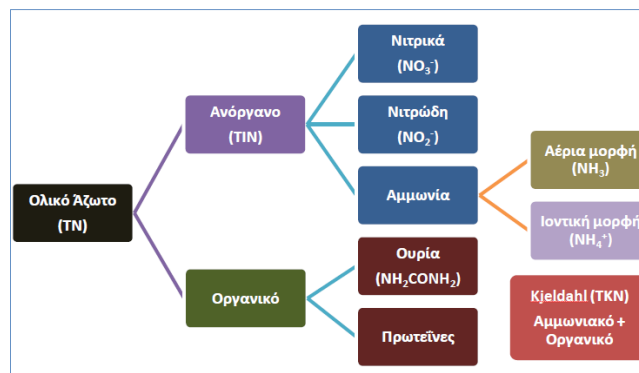 Ολικό Άζωτο
(TN)
Ανόργανο
(TIN)
Οργανικό
Νιτρικά
(NO₃⁻)
Νιτρώδη
(NO₂⁻)
Αμμωνία
Ουρία
(NH₂CONH₂)
Πρωτεΐνες
Αέρια μορφή
(NH₃)
Ιοντική μορφή
(NH₄⁺)
Kjeldahl (TKN)
Αμμωνιακό +
Οργανικό